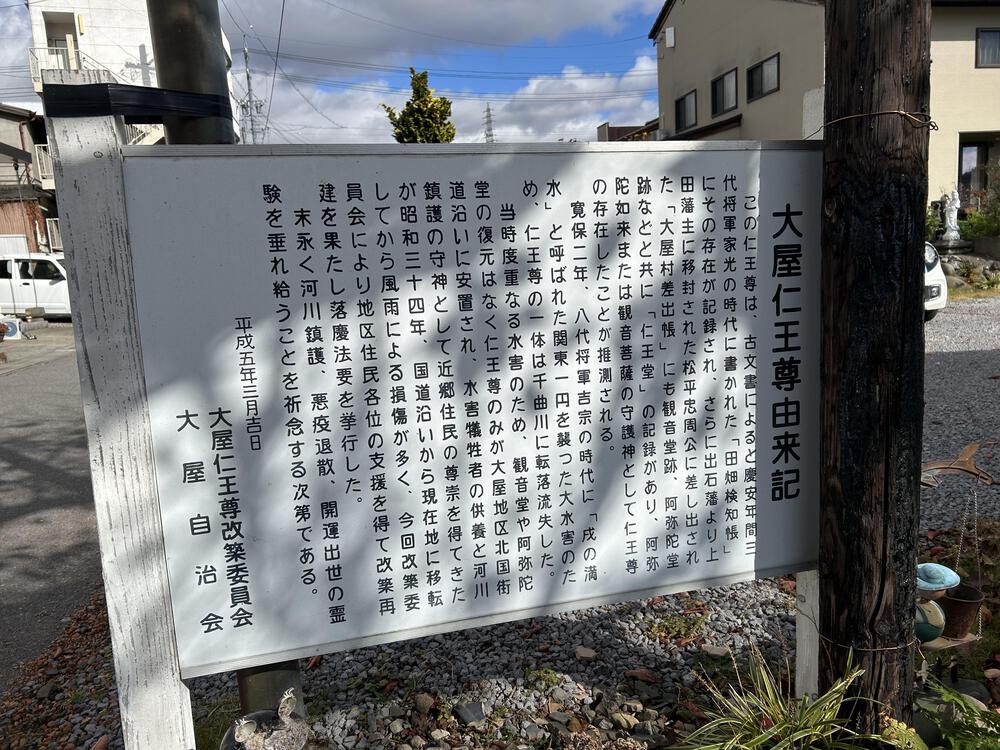 大屋仁王尊由来記
この仁王尊は、古文書によると慶安年間三
代将軍家光の時代に書かれた「田畑検知帳」
にその存在が記録され、さらに出石藩より上
田藩主に移封された松平忠周公に差し出され
た「大屋村差出帳」にも観音堂跡、阿弥陀堂
跡などと共に「仁王堂」の記録があり、阿弥
陀如来または観音菩薩の守護神として仁王尊
の存在したことが推測される。
寛保二年、八代将軍吉宗の時代に「戌の満
水」と呼ばれた関東一円を襲った大水害のた
め、仁王尊の一体は千曲川に転落流失した。
当時度重なる水害のため、観音堂や阿弥陀
堂の復元はなく仁王尊のみが大屋地区北国街
道沿いに安置され、水害犠牲者の供養と河川
鎮護の守神として近郷住民の尊崇を得てきた
が昭和三十四年、国道沿いから現在地に移転
してから風雨による損傷が多く、今回改築委
員会により地区住民各位の支援を得て改築再
建を果たし落慶法要を挙行した。
末永く河川鎮護、悪疫退散、開運出世の霊
験を垂れ給うことを祈念する次第である。
平成五年三月吉日
大屋仁王尊改築委員会
大屋自治会